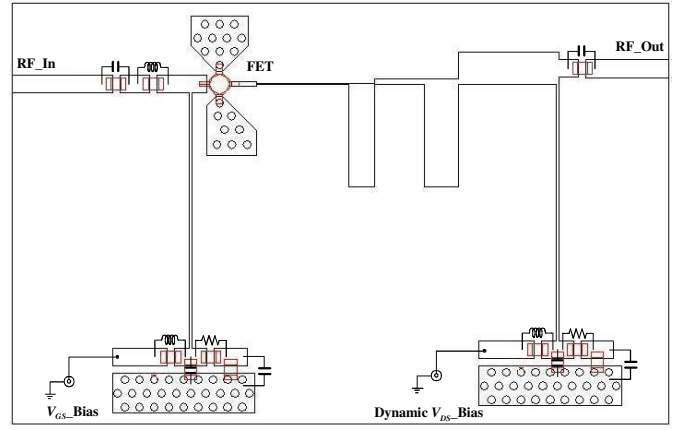 RF_In
FET
RF_Out
V_GS_Bias
Dynamic V_DS_Bias